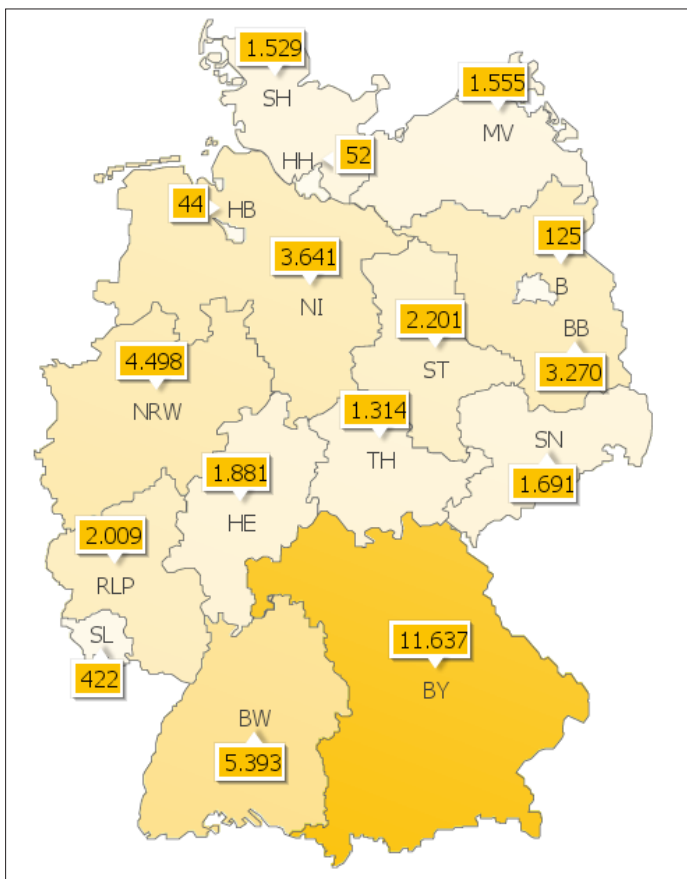 1.529
SH
1.555
MV
HH
52
44
HB
3.641
NI
125
B
BB
3.270
2.201
ST
4.498
NRW
1.314
TH
SN
1.691
1.881
HE
2.009
RLP
SL
422
11.637
BY
BW
5.393